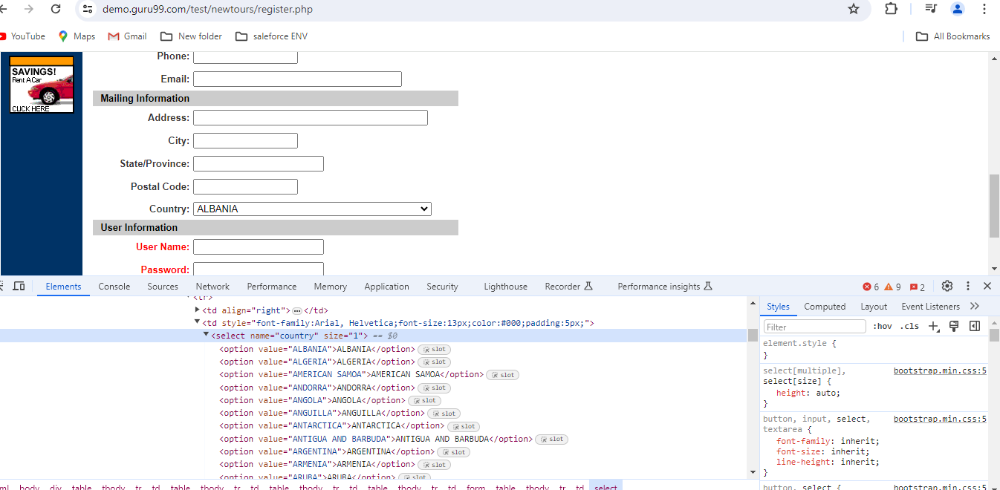 demo.guru99.com/test/newtours/register.php
YouTube Maps Gmail New folder saleforce ENV All Bookmarks
SAVINGS!
Rent A Car
CLICK HERE
Phone:
Email:
Mailing Information
Address:
City:
State/Province:
Postal Code:
Country: ALBANIA
User Information
User Name:
Password:
Elements Console Sources Network Performance Memory Application Security Lighthouse Recorder Performance insights 6 9 2
<tr>
<td align="right"> ⋯ </td>
<td style="font-family:Arial, Helvetica;font-size:13px;color:#000;padding:5px;">
<select name="country" size="1"> == $0
<option value="ALBANIA">ALBANIA</option> slot
<option value="ALGERIA">ALGERIA</option> slot
<option value="AMERICAN SAMOA">AMERICAN SAMOA</option> slot
<option value="ANDORRA">ANDORRA</option> slot
<option value="ANGOLA">ANGOLA</option> slot
<option value="ANGUILLA">ANGUILLA</option> slot
<option value="ANTARCTICA">ANTARCTICA</option> slot
<option value="ANTIGUA AND BARBUDA">ANTIGUA AND BARBUDA</option> slot
<option value="ARGENTINA">ARGENTINA</option> slot
<option value="ARMENIA">ARMENIA</option> slot
<option value="ARUBA">ARUBA</option> slot
ml body div table tbody tr td table tbody tr td table tbody tr td table tbody tr td form table tbody tr td select
Styles Computed Layout Event Listeners
Filter :hov .cls
element.style {
}
select[multiple], bootstrap.min.css:5
select[size] {
height: auto;
}
button, input, select, bootstrap.min.css:5
textarea {
font-family: inherit;
font-size: inherit;
line-height: inherit;
}
button, select { bootstrap.min.css:5